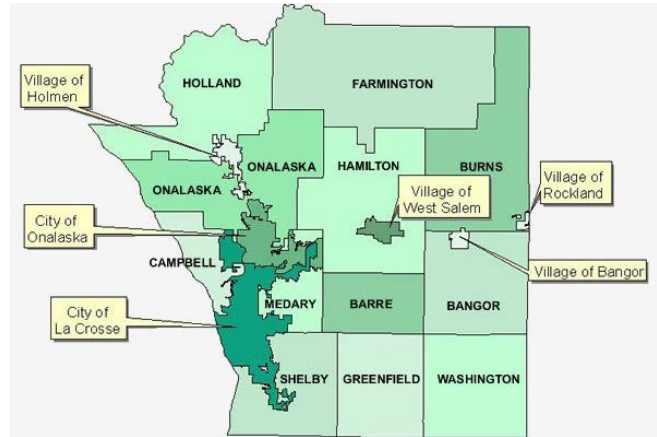 HOLLAND
FARMINGTON
Village of
Holmen
ONALASKA
HAMILTON
BURNS
ONALASKA
Village of
West Salem
Village of
Rockland
City of
Onalaska
CAMPBELL
Village of Bangor
MEDARY
BARRE
BANGOR
City of
La Crosse
SHELBY
GREENFIELD
WASHINGTON